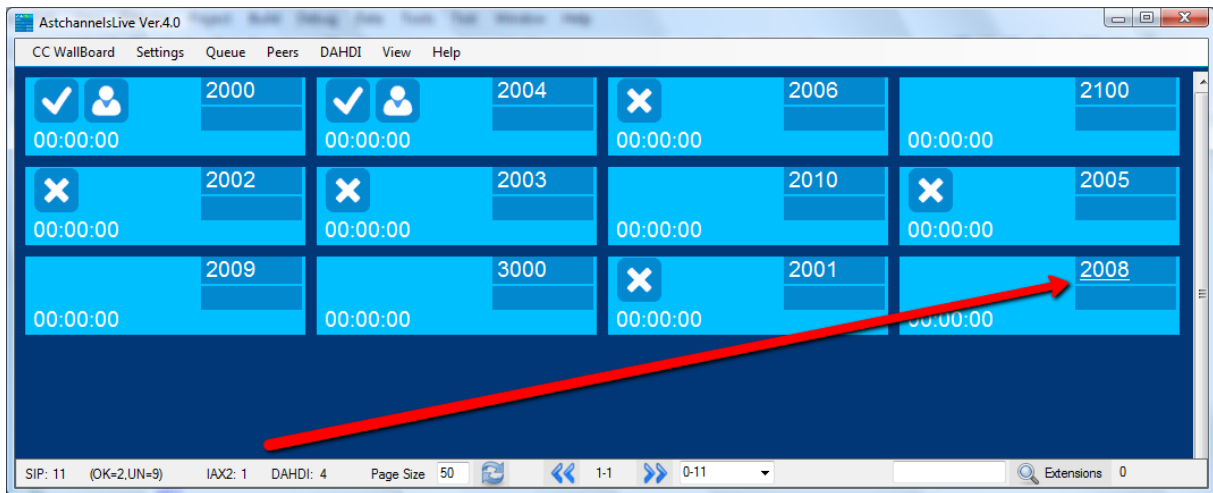 AstchannelsLive Ver.4.0
CC WallBoard Settings Queue Peers DAHDI View Help
2000 2004 2006 2100
00:00:00 00:00:00 00:00:00 00:00:00
2002 2003 2010 2005
00:00:00 00:00:00 00:00:00 00:00:00
2009 3000 2001 2008
00:00:00 00:00:00 00:00:00 00:00:00
SIP: 11 (OK=2,UN=9) IAX2: 1 DAHDI: 4 Page Size 50 1-1 0-11 Extensions 0